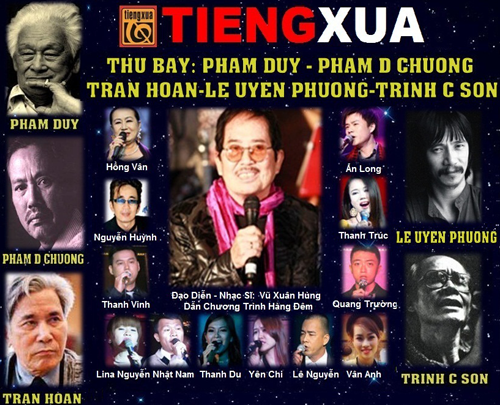 tiengxua
TIENGXUA
THU BAY: PHAM DUY - PHAM D CHUONG
TRAN HOAN-LE UYEN PHUONG-TRINH C SON
PHAM DUY
Hồng Vân
Ấn Long
PHAM D CHUONG
Nguyễn Huỳnh
Thanh Trúc
LE UYEN PHUONG
Thanh Vinh
Đạo Diễn - Nhạc Sĩ: Vũ Xuân Hùng
Dẫn Chương Trình Hàng Đêm
Quang Trường
TRAN HOAN
Lina Nguyễn Nhật Nam Thanh Du Yên Chi Lê Nguyễn Vân Anh
TRINH C SON